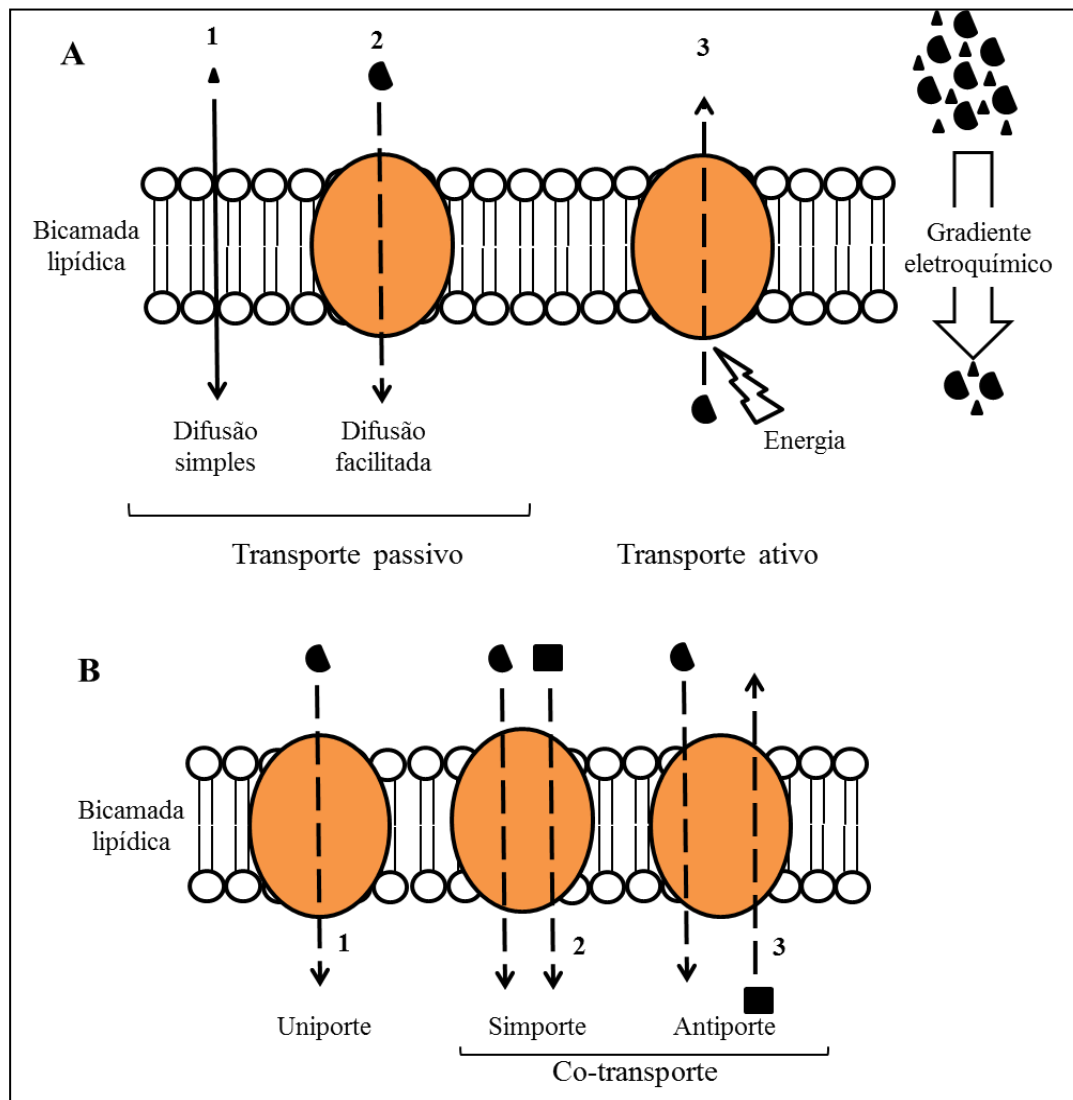 A
1
2
3
Bicamada
lipídica
Gradiente
eletroquímico
Difusão
simples
Difusão
facilitada
Energia
Transporte passivo
Transporte ativo
B
Bicamada
lipídica
1
2
3
Uniporte
Simporte
Antiporte
Co-transporte